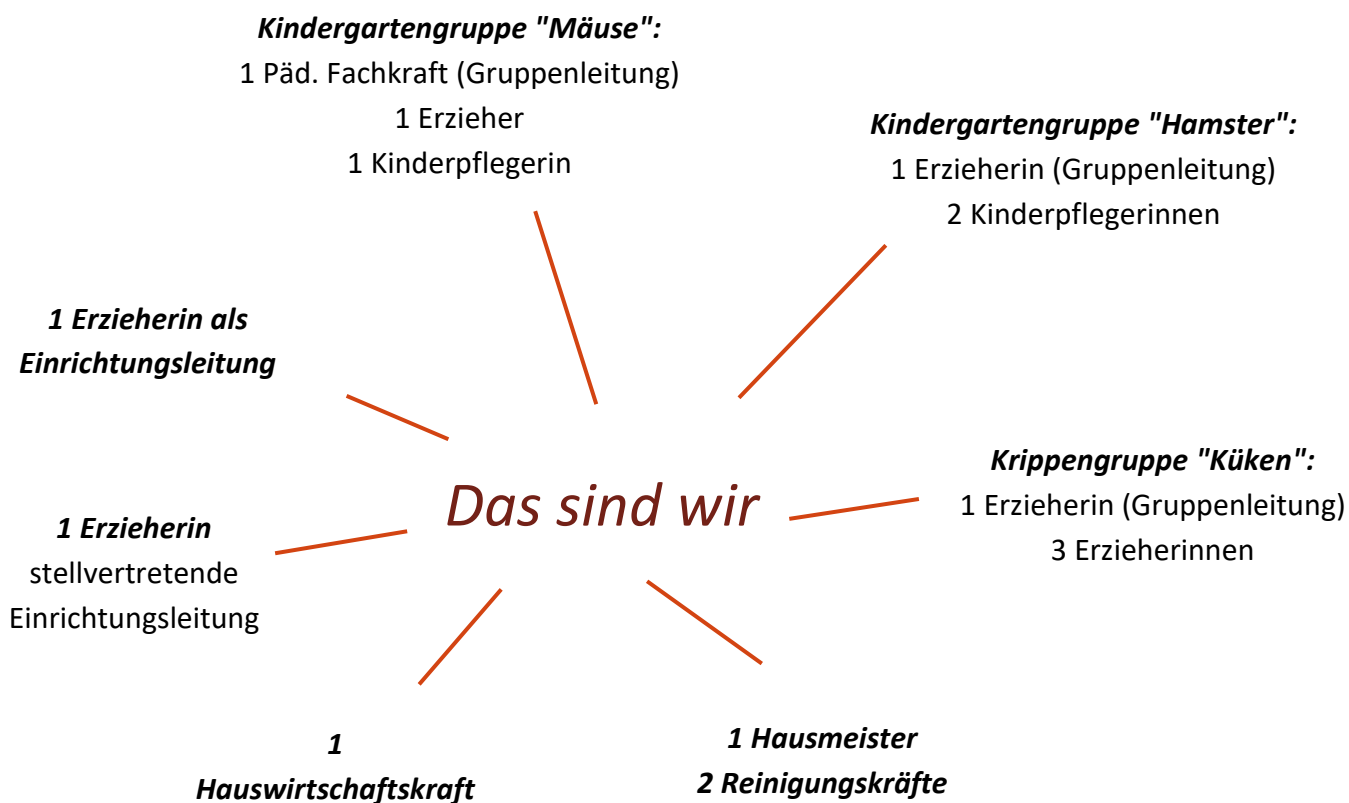 Kindergartengruppe "Mäuse":
1 Päd. Fachkraft (Gruppenleitung)
1 Erzieher
1 Kinderpflegerin
Kindergartengruppe "Hamster":
1 Erzieherin (Gruppenleitung)
2 Kinderpflegerinnen
1 Erzieherin als
Einrichtungsleitung
Das sind wir
Krippengruppe "Küken":
1 Erzieherin (Gruppenleitung)
3 Erzieherinnen
1 Erzieherin
stellvertretende
Einrichtungsleitung
1
Hauswirtschaftskraft
1 Hausmeister
2 Reinigungskräfte